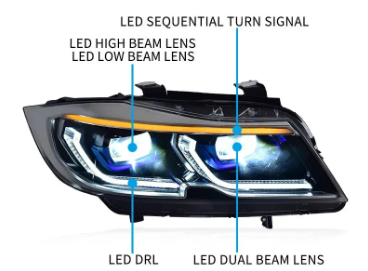 LED SEQUENTIAL TURN SIGNAL
LED HIGH BEAM LENS
LED LOW BEAM LENS
LED DRL
LED DUAL BEAM LENS